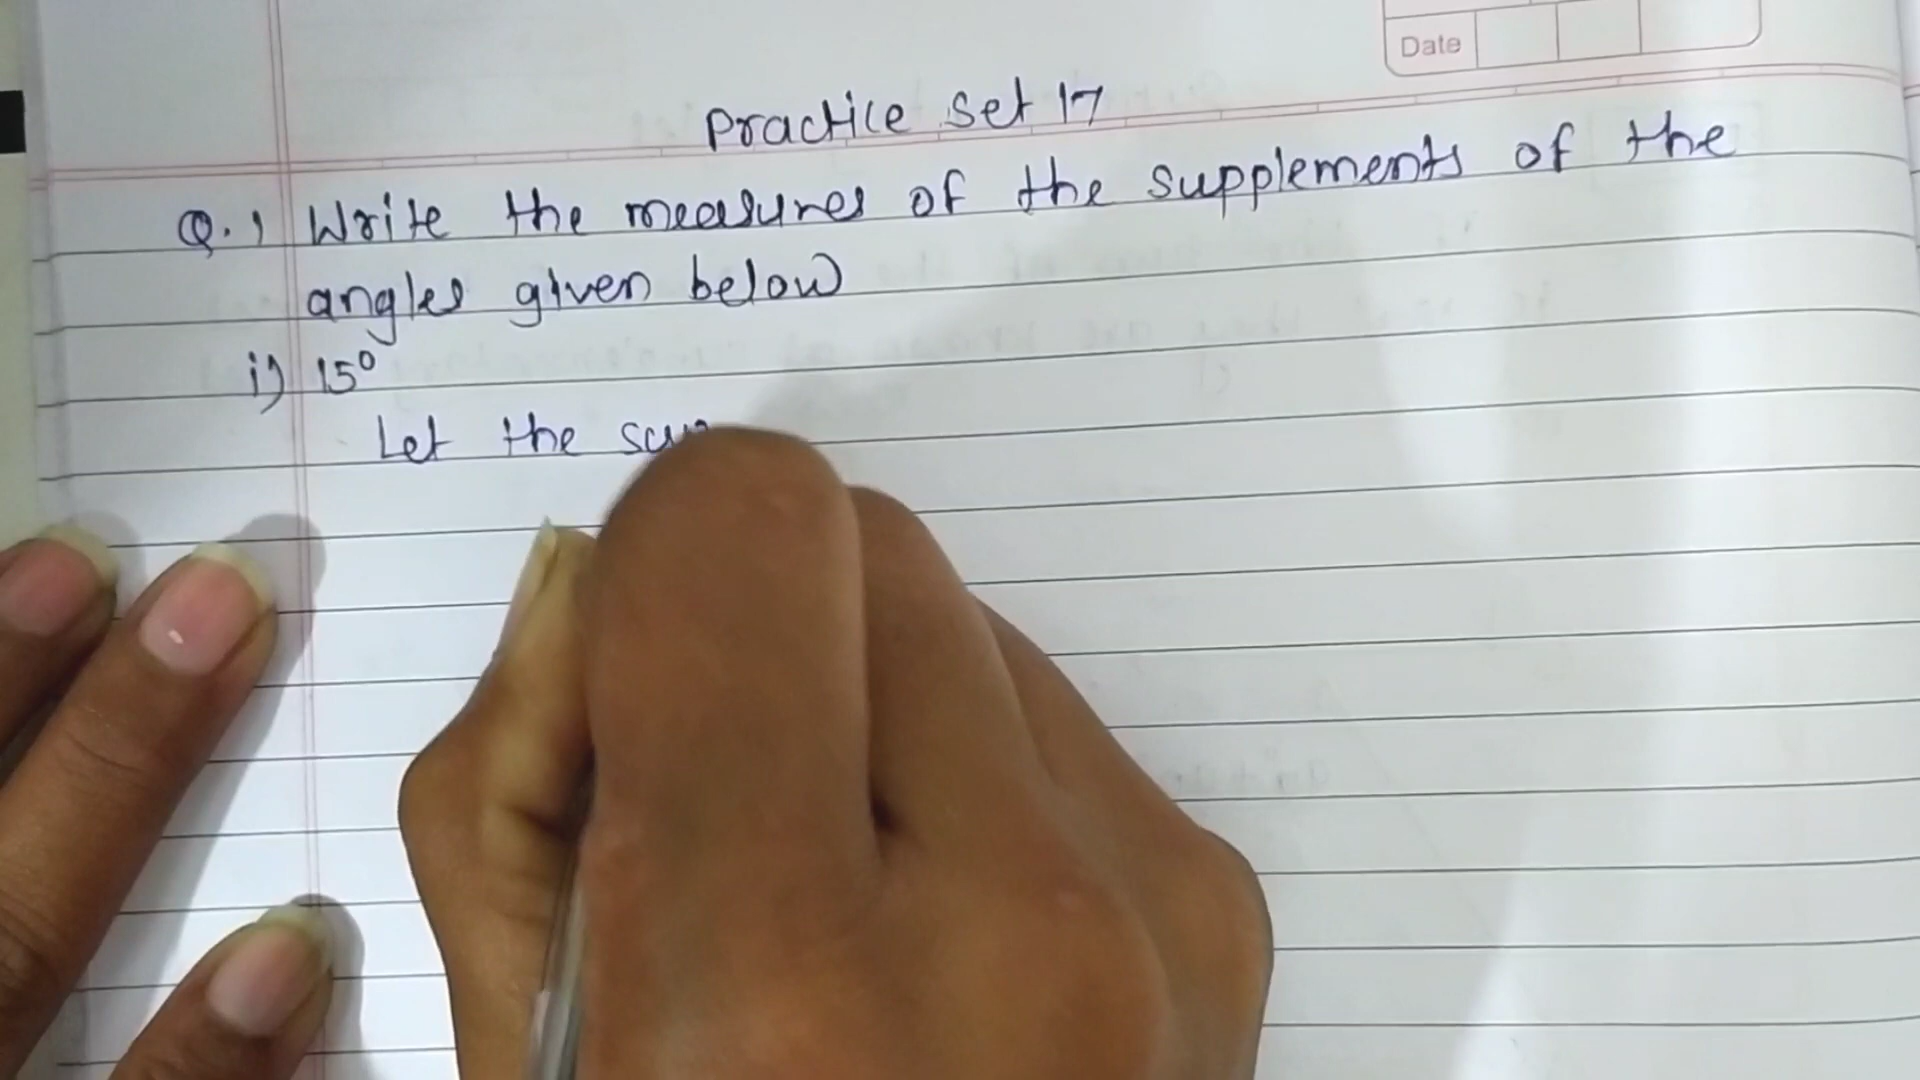 Date
Practice Set 17
Q.1 Write the measures of the supplements of the
angles given below
i) 15°
Let the